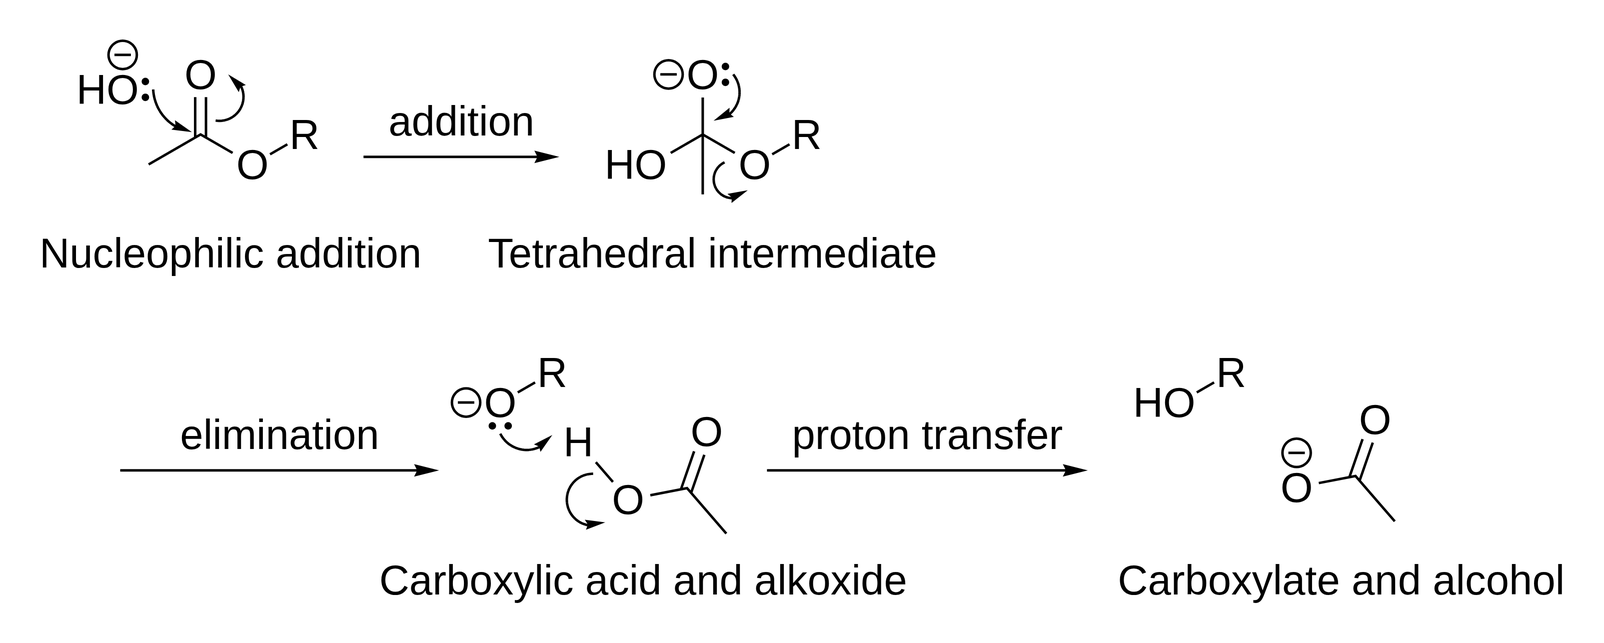 HO: O R O
addition
⊖O: HO O R
Nucleophilic addition
Tetrahedral intermediate
elimination
⊖O R H O O
proton transfer
HO R O ⊖ O
Carboxylic acid and alkoxide
Carboxylate and alcohol